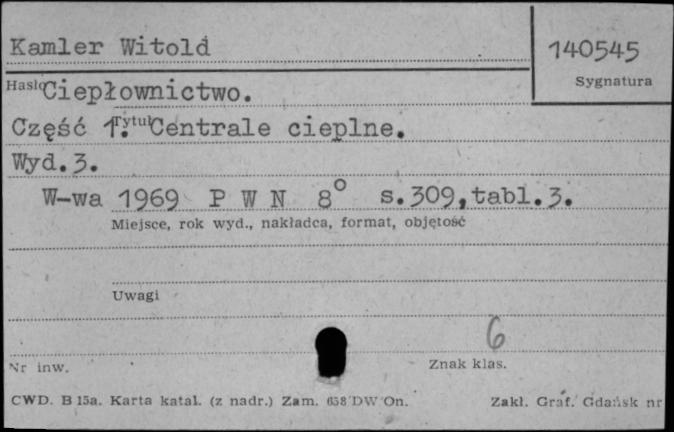 Kamler Witold
140545
Sygnatura
Hasło Ciepłownictwo.
Tytuł
Część 1. Centrale cieplne.
Wyd.3.
W-wa 1969 P W N 8° s.309,tabl.3.
Miejsce, rok wyd., nakładca, format, objętość
Uwagi
6
Nr inw.
Znak klas.
CWD. B 15a. Karta katal. (z nadr.) Zam. 658 DW On.
Zakł. Graf. Gdańsk nr